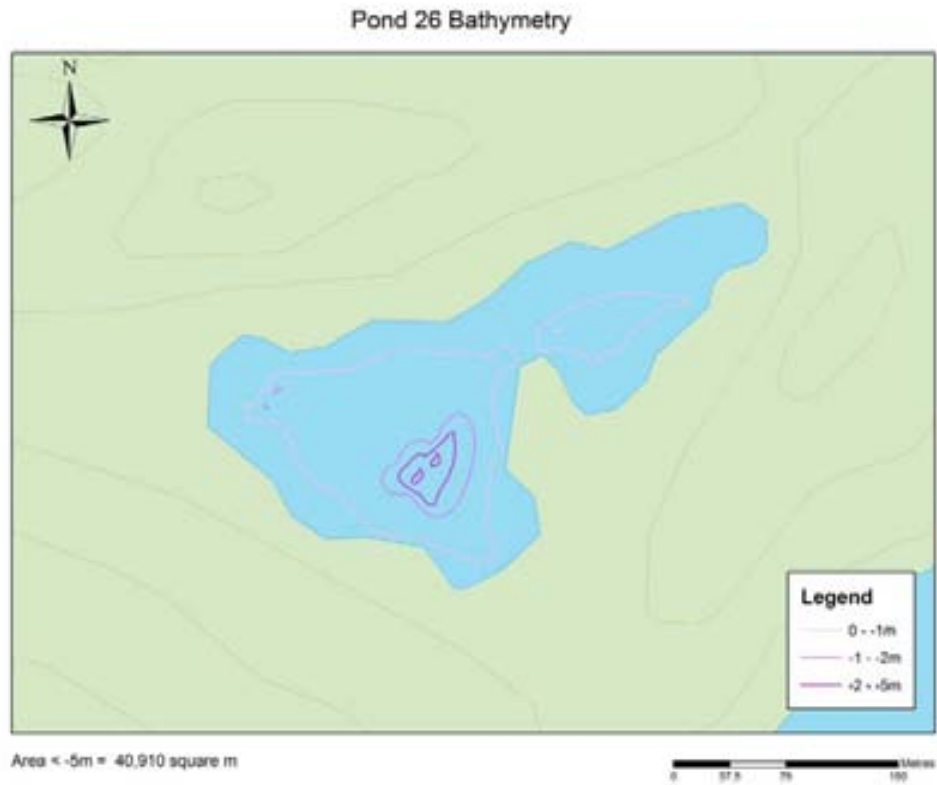 Pond 26 Bathymetry
N
Legend
0 - -1m
-1 - -2m
-2 - -5m
Area < -5m = 40,910 square m
Metres
0 37.5 75 150